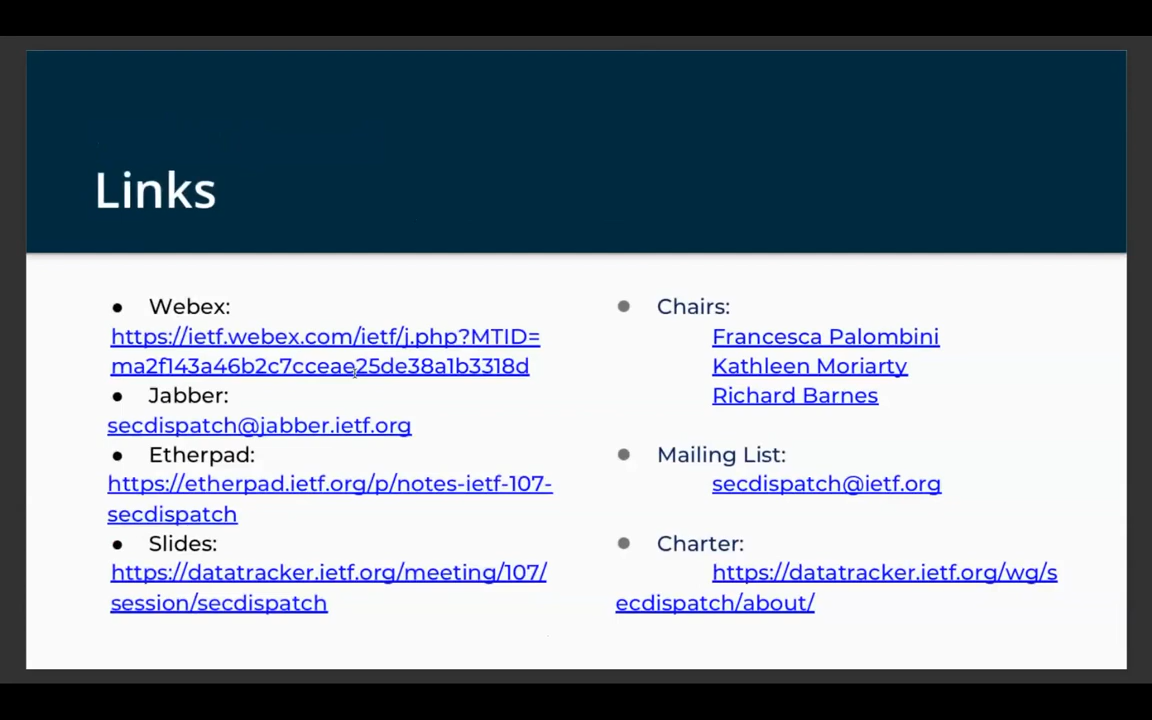 Links
● Webex:
https://ietf.webex.com/ietf/j.php?MTID=
ma2f143a46b2c7cceae25de38a1b3318d
● Jabber:
secdispatch@jabber.ietf.org
● Etherpad:
https://etherpad.ietf.org/p/notes-ietf-107-
secdispatch
● Slides:
https://datatracker.ietf.org/meeting/107/
session/secdispatch
● Chairs:
Francesca Palombini
Kathleen Moriarty
Richard Barnes
● Mailing List:
secdispatch@ietf.org
● Charter:
https://datatracker.ietf.org/wg/s
ecdispatch/about/